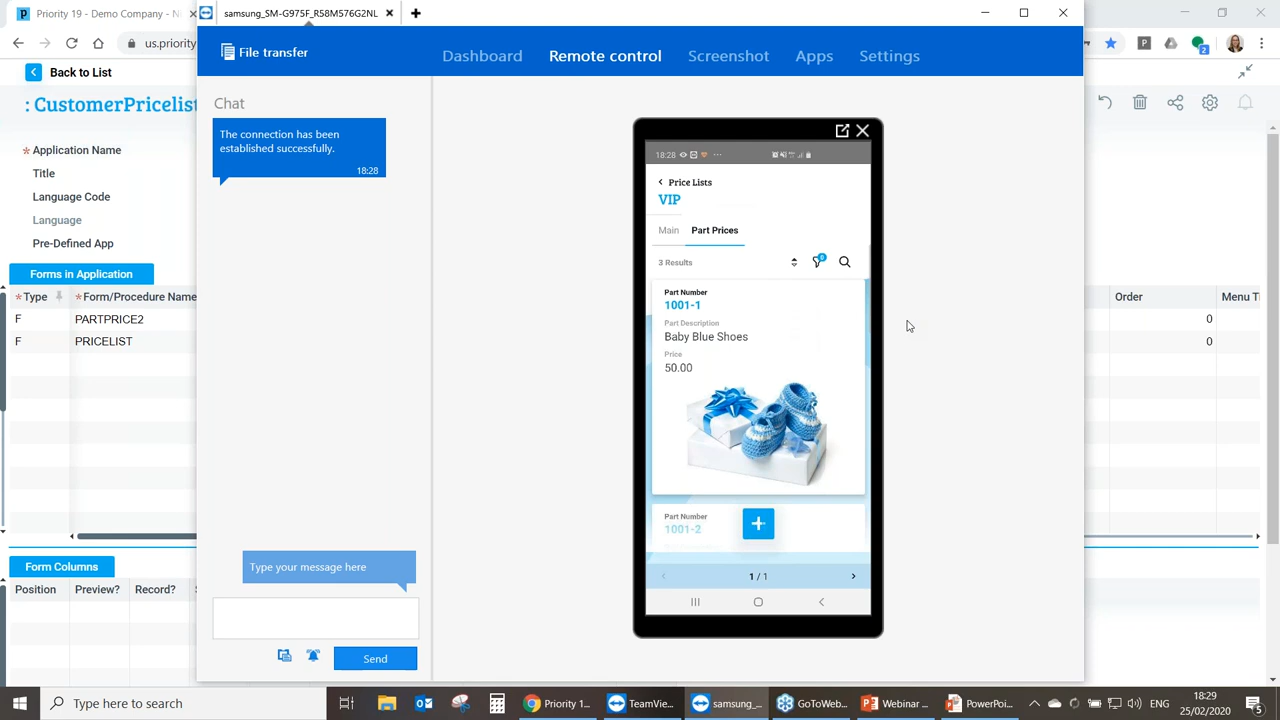 Priority 19 - Demo Company - N
samsung_SM-G975F_R58M576G2NL
us.priority
P
2
File transfer
Dashboard
Remote control
Screenshot
Apps
Settings
Back to List
: CustomerPricelist
Application Name
Title
Language Code
Language
Pre-Defined App
Forms in Application
*Type
*Form/Procedure Name
F
PARTPRICE2
F
PRICELIST
Form Columns
Position
Preview?
Record?
Chat
The connection has been
established successfully.
18:28
Type your message here
Send
18:28
Price Lists
VIP
Main
Part Prices
3 Results
Part Number
1001-1
Part Description
Baby Blue Shoes
Price
50.00
Part Number
1001-2
1 / 1
Order
Menu Ti
0
0
Type here to search
Priority 1...
TeamVie...
samsung_...
GoToWeb...
Webinar ...
PowerPoi...
ENG
18:29
25/02/2020
5